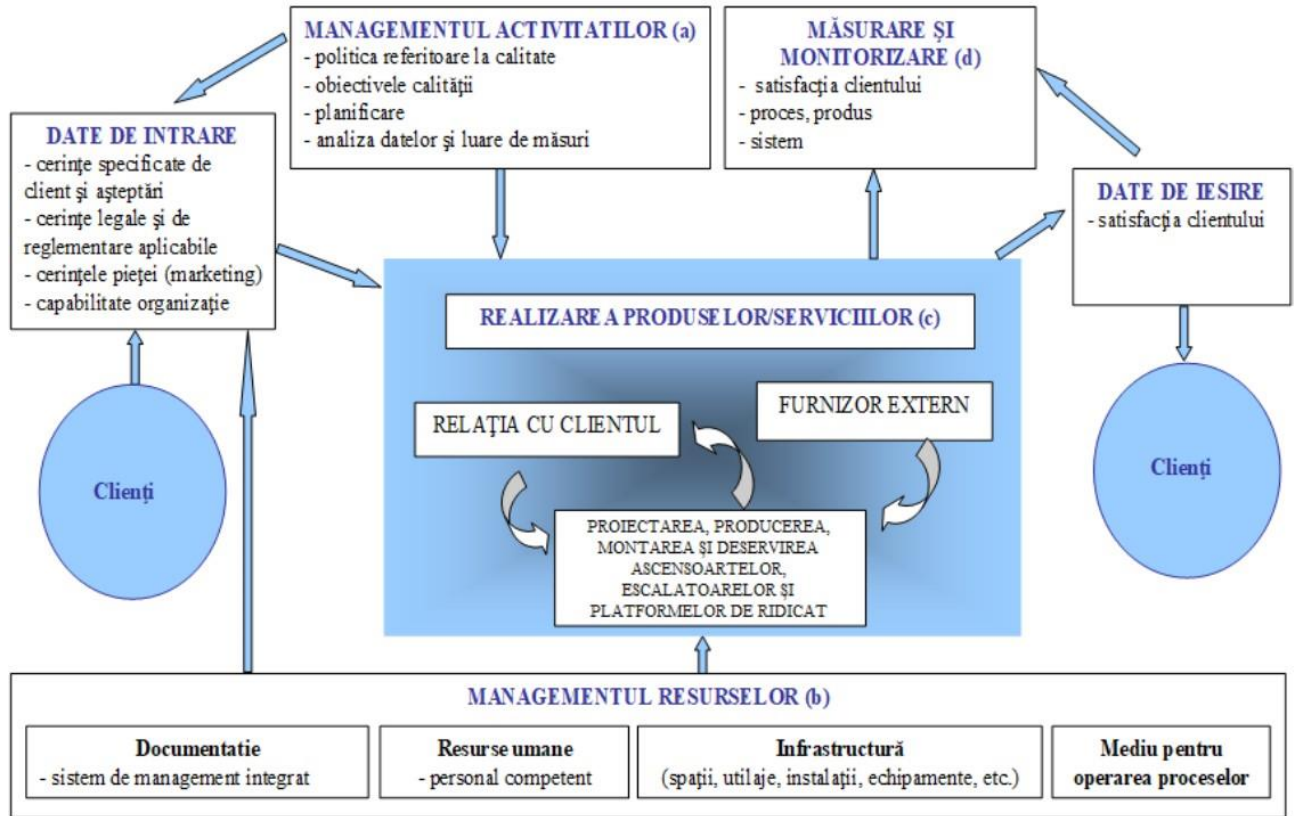 MANAGEMENTUL ACTIVITATILOR (a)
- politica referitoare la calitate
- obiectivele calității
- planificare
- analiza datelor și luare de măsuri
MĂSURARE ȘI
MONITORIZARE (d)
- satisfacția clientului
- proces, produs
- sistem
DATE DE INTRARE
- cerințe specificate de
client și așteptări
- cerințe legale și de
reglementare aplicabile
- cerințele pieței (marketing)
- capabilitate organizație
DATE DE IESIRE
- satisfacția clientului
REALIZAREA PRODUSELOR/SERVICIILOR (c)
RELAŢIA CU CLIENTUL
FURNIZOR EXTERN
Clienți
Clienți
PROIECTAREA, PRODUCEREA,
MONTAREA ȘI DESERVIREA
ASCENSOARTELOR,
ESCALATOARELOR ȘI
PLATFORMELOR DE RIDICAT
MANAGEMENTUL RESURSELOR (b)
Documentatie
- sistem de management integrat
Resurse umane
- personal competent
Infrastructură
(spații, utilaje, instalații, echipamente, etc.)
Mediu pentru
operarea proceselor